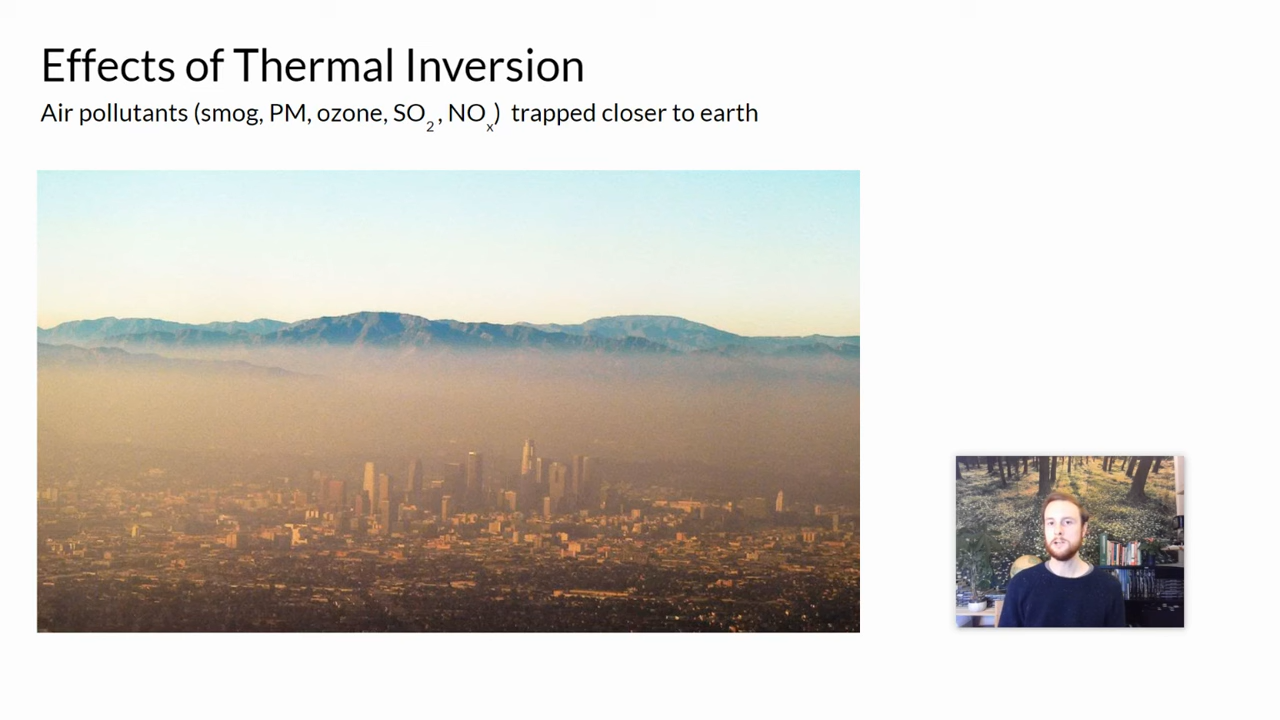 Effects of Thermal Inversion
Air pollutants (smog, PM, ozone, SO₂, NOₓ) trapped closer to earth